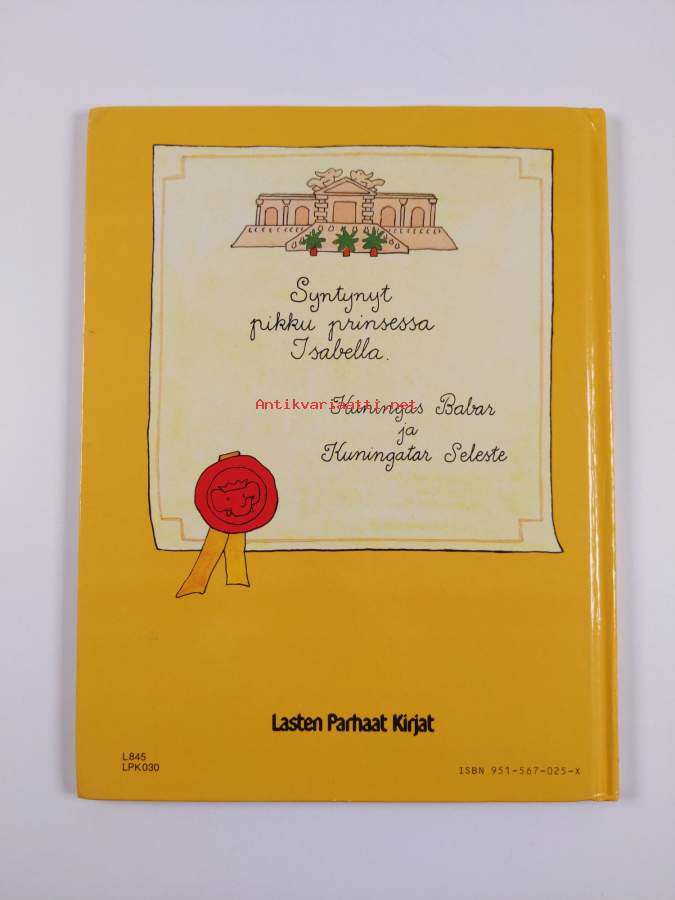 Syntynyt
pikku prinsessa
Isabella.
Antikvariaatti.net
Kuningas Babar
ja
Kuningatar Seleste
Lasten Parhaat Kirjat
L845
LPK030
ISBN 951-567-025-X